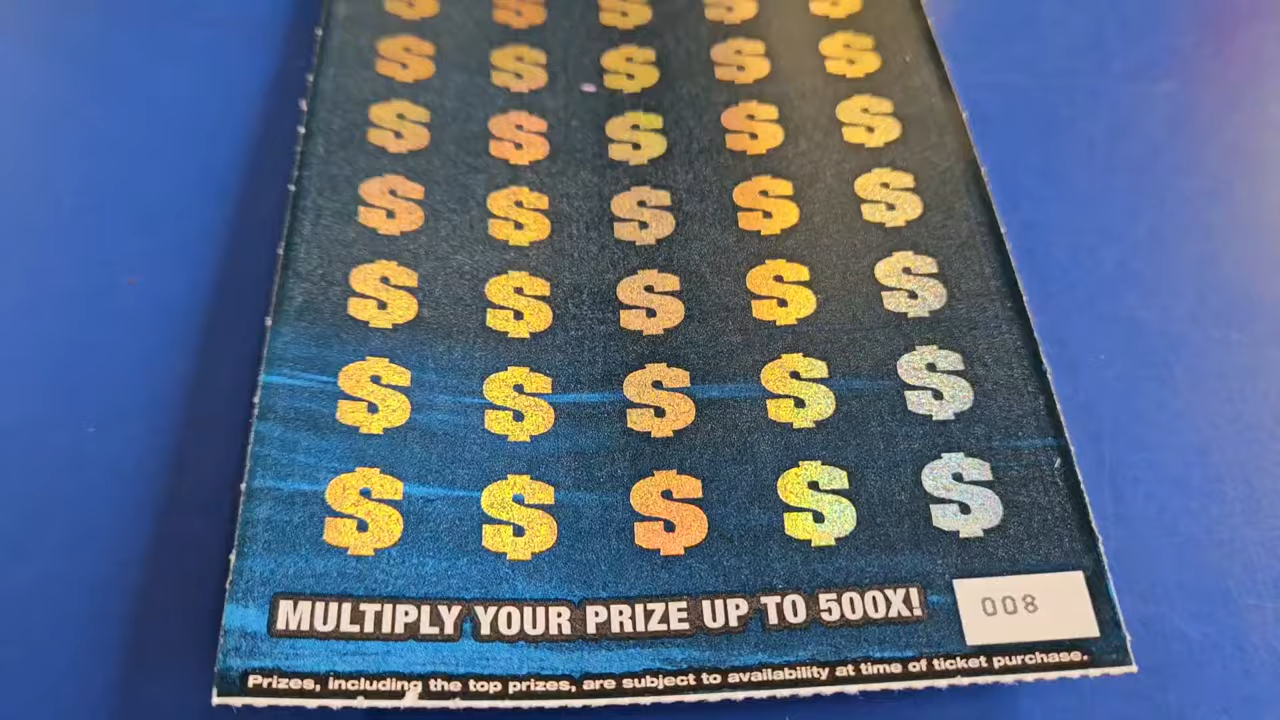 $ $ $ $ $
$ $ $ $ $
$ $ $ $ $
$ $ $ $ $
$ $ $ $ $
$ $ $ $ $
$ $ $ $ $
MULTIPLY YOUR PRIZE UP TO 500X!
008
Prizes, including the top prizes, are subject to availability at time of ticket purchase.